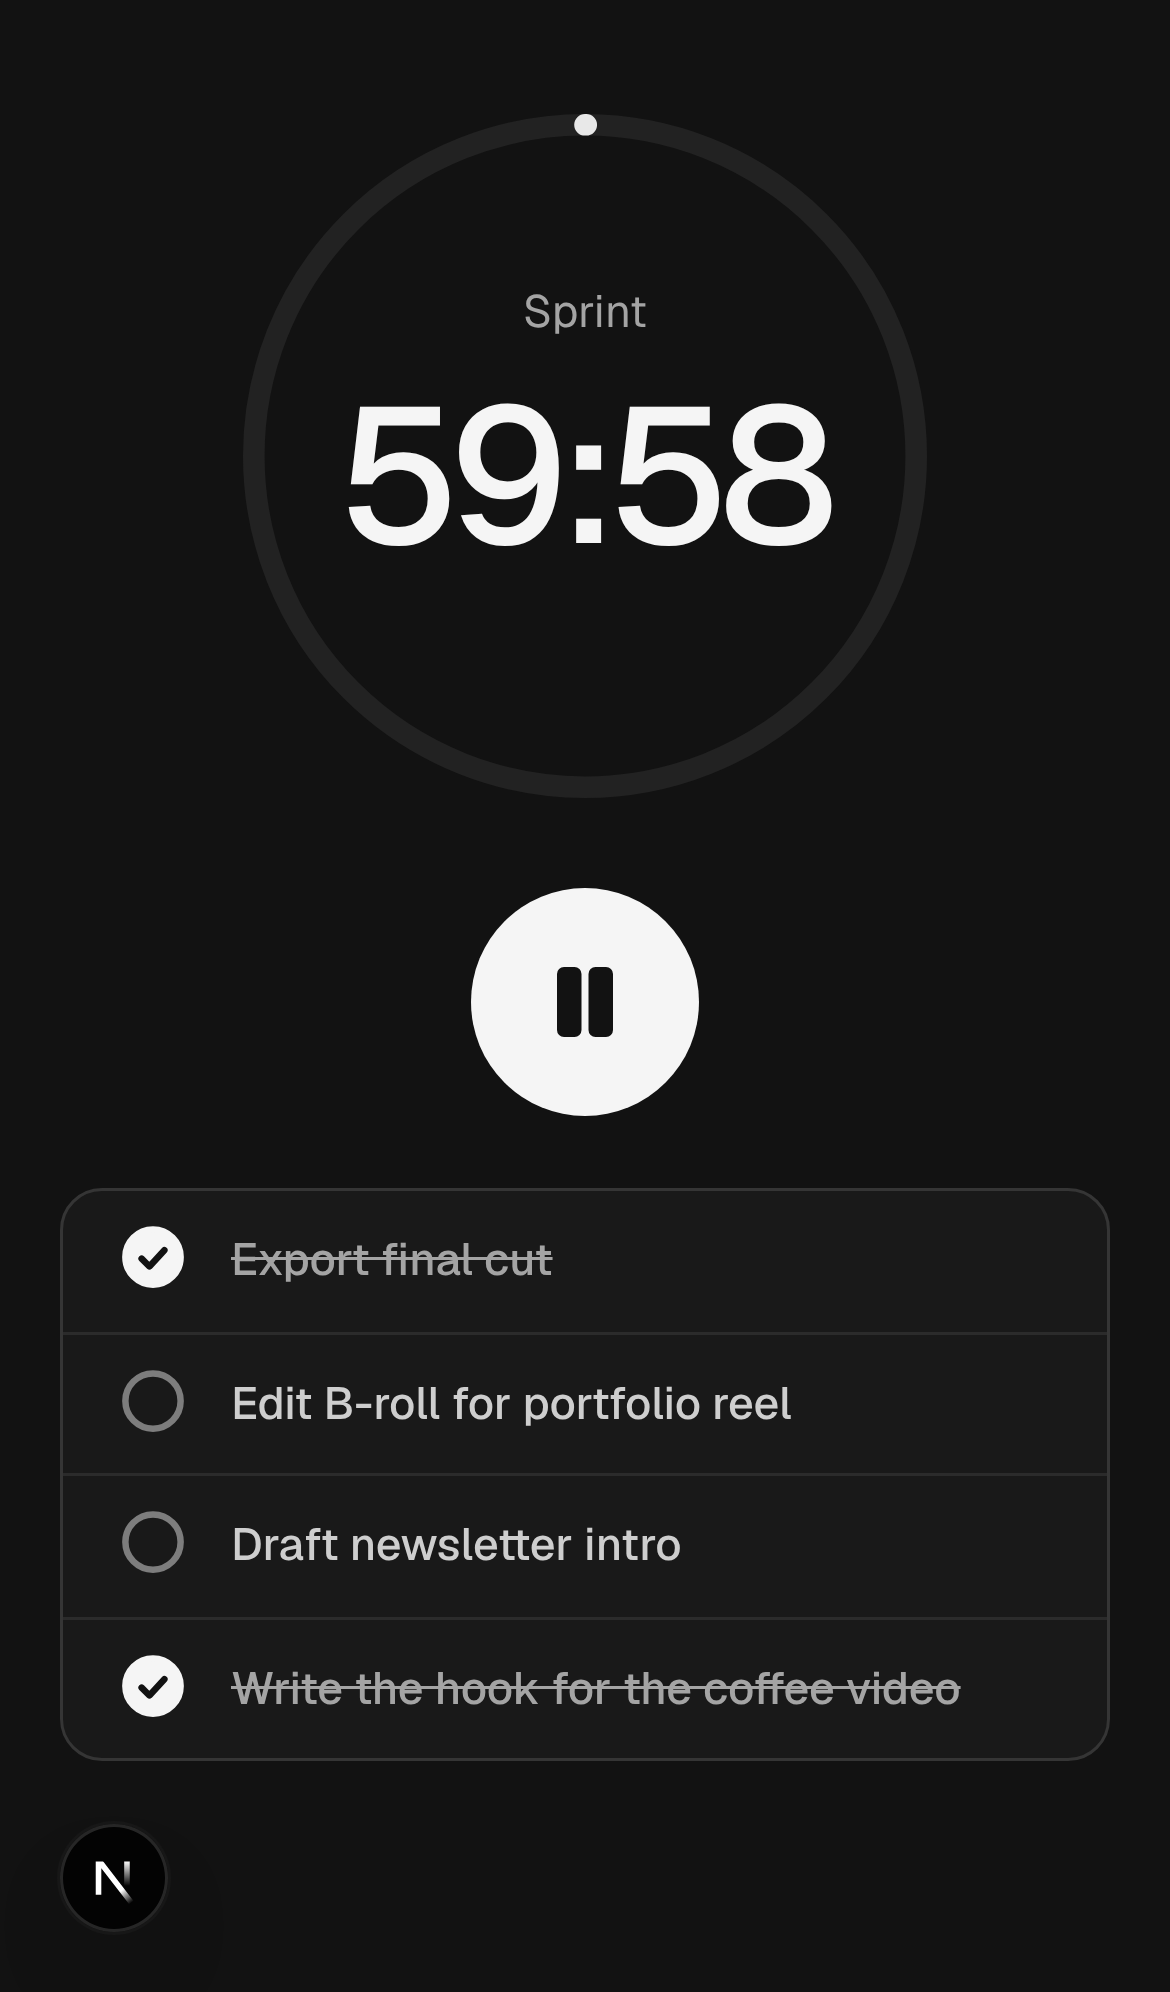 Sprint
59:58
Export final cut
Edit B-roll for portfolio reel
Draft newsletter intro
Write the hook for the coffee video
N